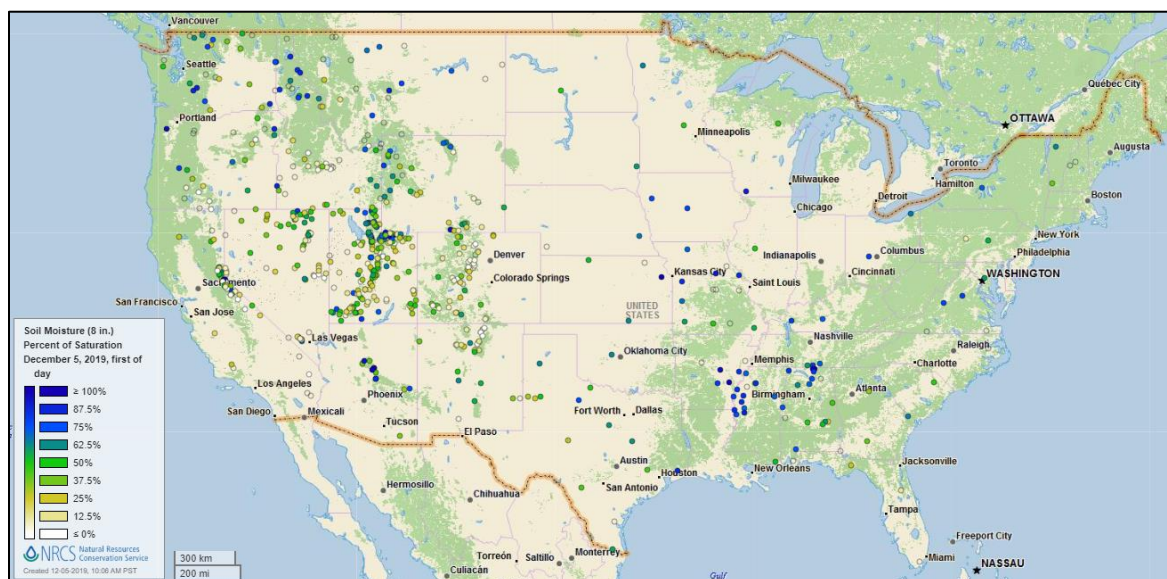 Vancouver
Seattle
Portland
Québec City
OTTAWA
Augusta
Minneapolis
Toronto
Hamilton
Milwaukee
Detroit
Boston
Chicago
New York
Philadelphia
Denver
Indianapolis
Columbus
Sacramento
Colorado Springs
Kansas City
Cincinnati
WASHINGTON
Saint Louis
San Francisco
San Jose
UNITED
STATES
Las Vegas
Nashville
Raleigh
Oklahoma City
Memphis
Charlotte
Los Angeles
Phoenix
Birmingham
Atlanta
San Diego
Mexicali
Fort Worth
Dallas
Tucson
El Paso
Austin
Jacksonville
Hermosillo
Houston
New Orleans
San Antonio
Chihuahua
Tampa
Freeport City
Torreón
Saltillo
Monterrey
Miami
Culiacán
Gulf
NASSAU
Soil Moisture (8 in.)
Percent of Saturation
December 5, 2019, first of
day
≥ 100%
87.5%
75%
62.5%
50%
37.5%
25%
12.5%
≤ 0%
NRCS Natural Resources
Conservation Service
Created 12-05-2019, 10:06 AM PST
300 km
200 mi